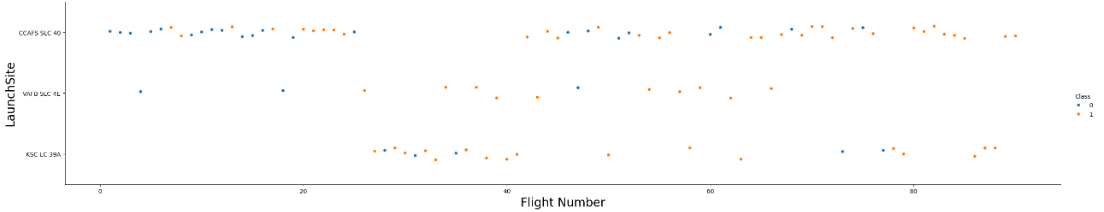 LaunchSite
CCAFS SLC 40
VAFB SLC 4E
KSC LC 39A
0
20
40
60
80
Flight Number
Class
0
1